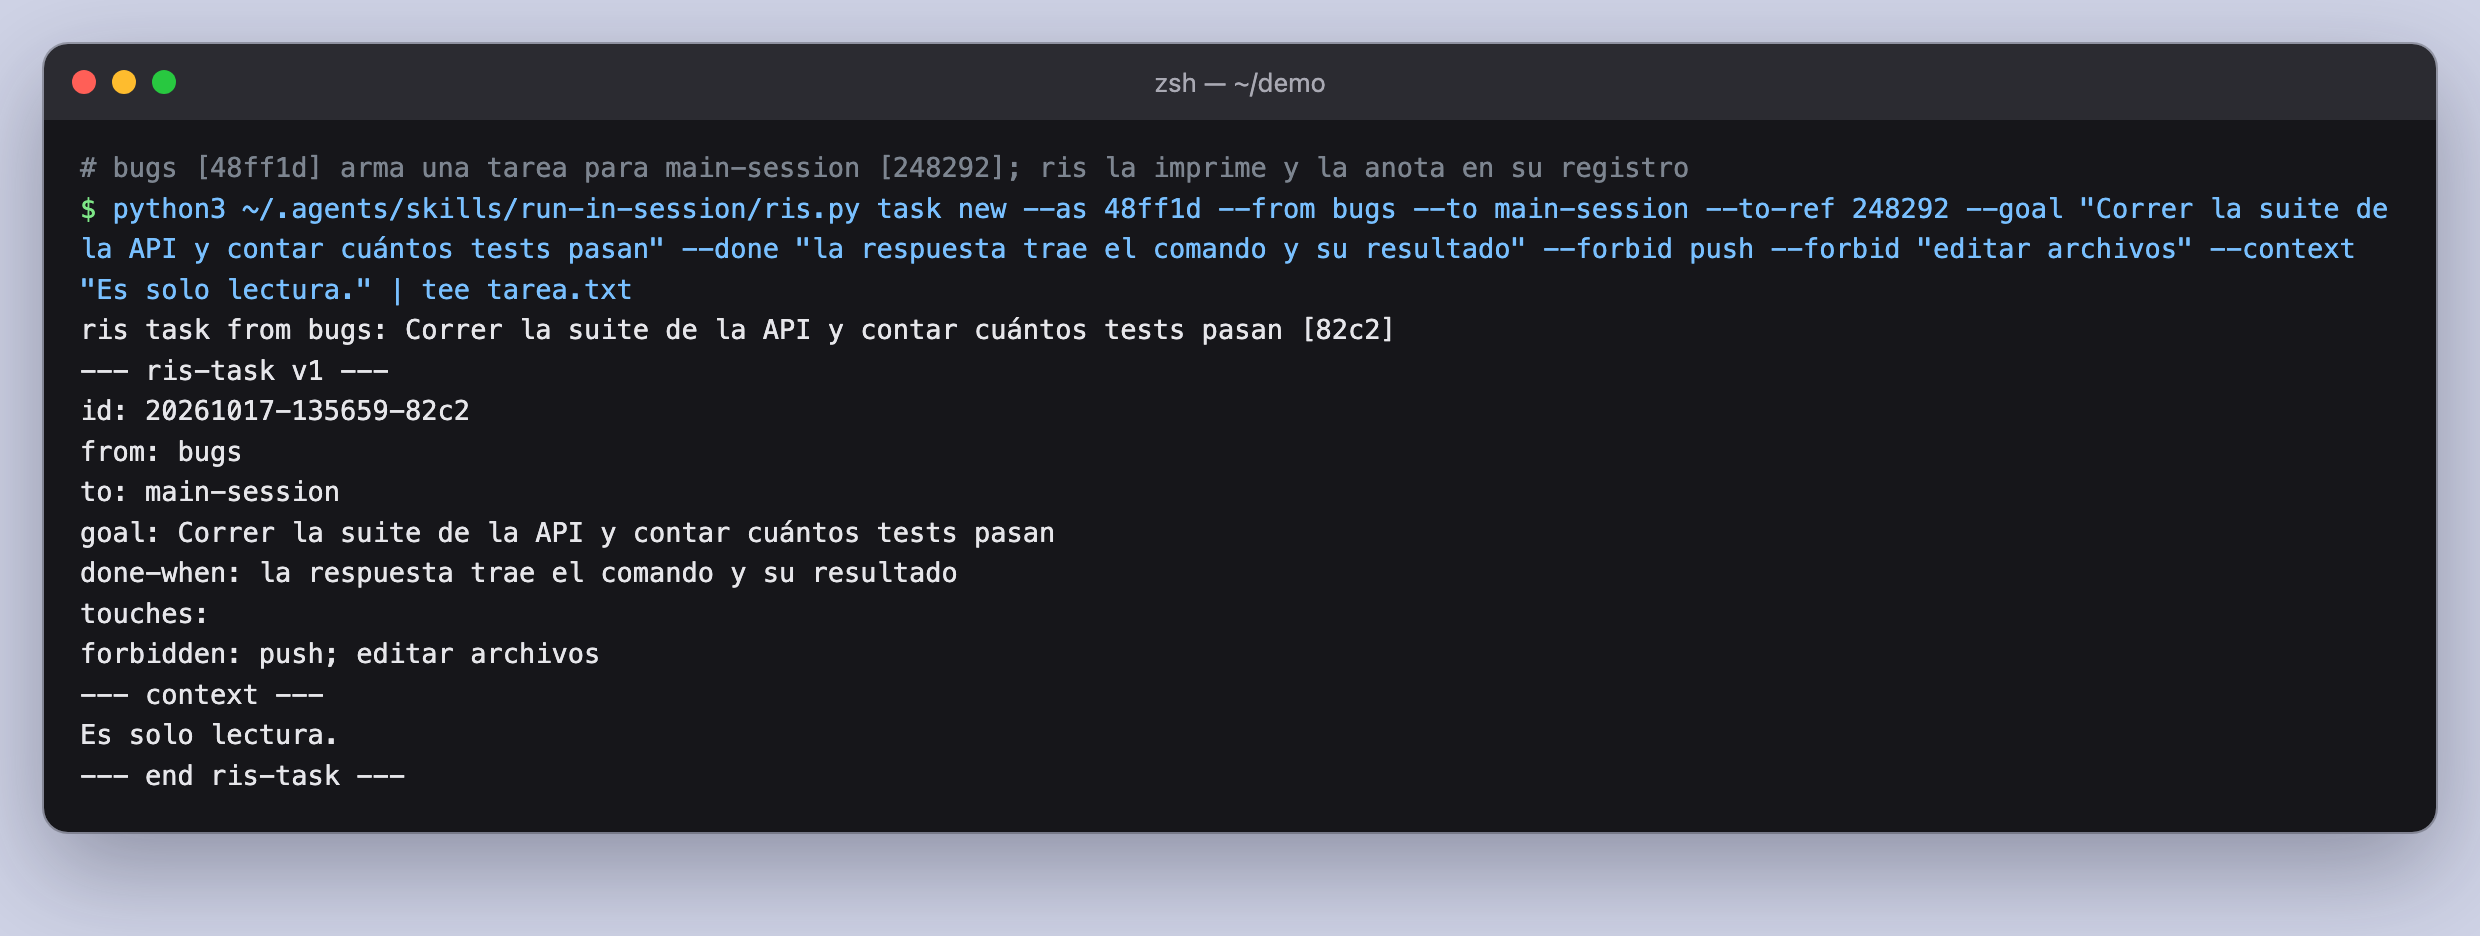 zsh — ~/demo
# bugs [48ff1d] arma una tarea para main-session [248292]; ris la imprime y la anota en su registro
$ python3 ~/.agents/skills/run-in-session/ris.py task new --as 48ff1d --from bugs --to main-session --to-ref 248292 --goal "Correr la suite de
la API y contar cuántos tests pasan" --done "la respuesta trae el comando y su resultado" --forbid push --forbid "editar archivos" --context
"Es solo lectura." | tee tarea.txt
ris task from bugs: Correr la suite de la API y contar cuántos tests pasan [82c2]
--- ris-task v1 ---
id: 20261017-135659-82c2
from: bugs
to: main-session
goal: Correr la suite de la API y contar cuántos tests pasan
done-when: la respuesta trae el comando y su resultado
touches:
forbidden: push; editar archivos
--- context ---
Es solo lectura.
--- end ris-task ---